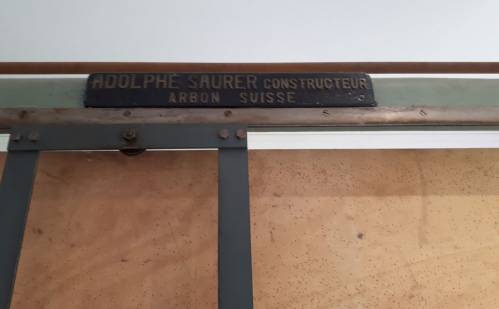 ADOLPHE SAURER CONSTRUCTEUR
ARBON SUISSE